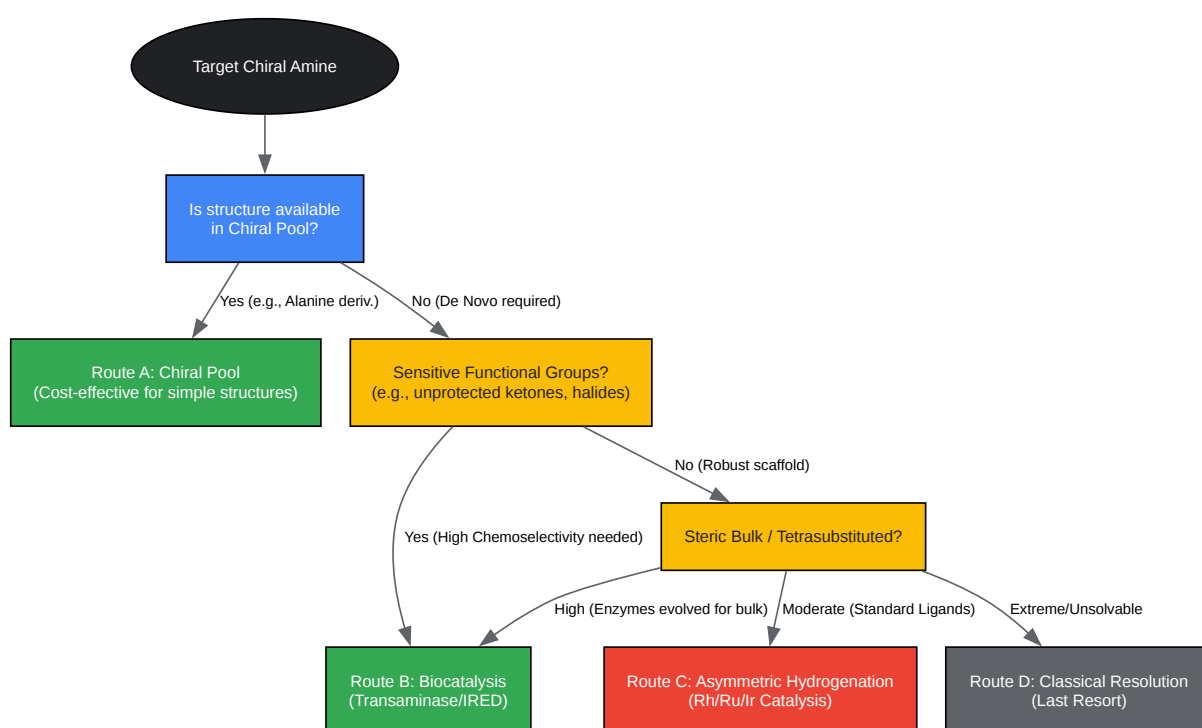 Target Chiral Amine
Is structure available
in Chiral Pool?
Yes (e.g., Alanine deriv.)
No (De Novo required)
Route A: Chiral Pool
(Cost-effective for simple structures)
Sensitive Functional Groups?
(e.g., unprotected ketones, halides)
No (Robust scaffold)
Steric Bulk / Tetrasubstituted?
Yes (High Chemoselectivity needed)
High (Enzymes evolved for bulk)
Moderate (Standard Ligands)
Extreme/Unsolvable
Route B: Biocatalysis
(Transaminase/IRED)
Route C: Asymmetric Hydrogenation
(Rh/Ru/Ir Catalysis)
Route D: Classical Resolution
(Last Resort)